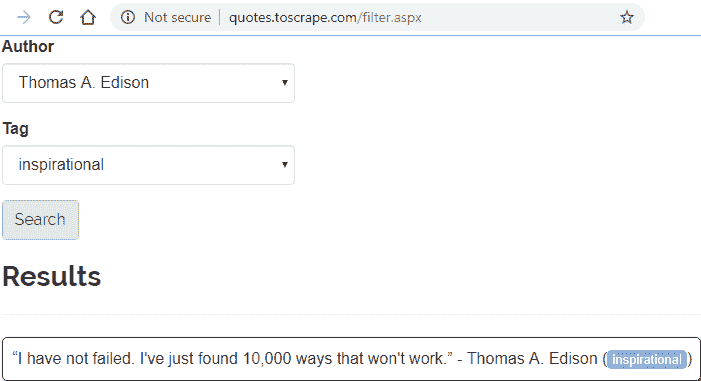 Not secure | quotes.toscrape.com/filter.aspx
Author
Thomas A. Edison
Tag
inspirational
Search
Results
“I have not failed. I've just found 10,000 ways that won't work.” - Thomas A. Edison (inspirational)